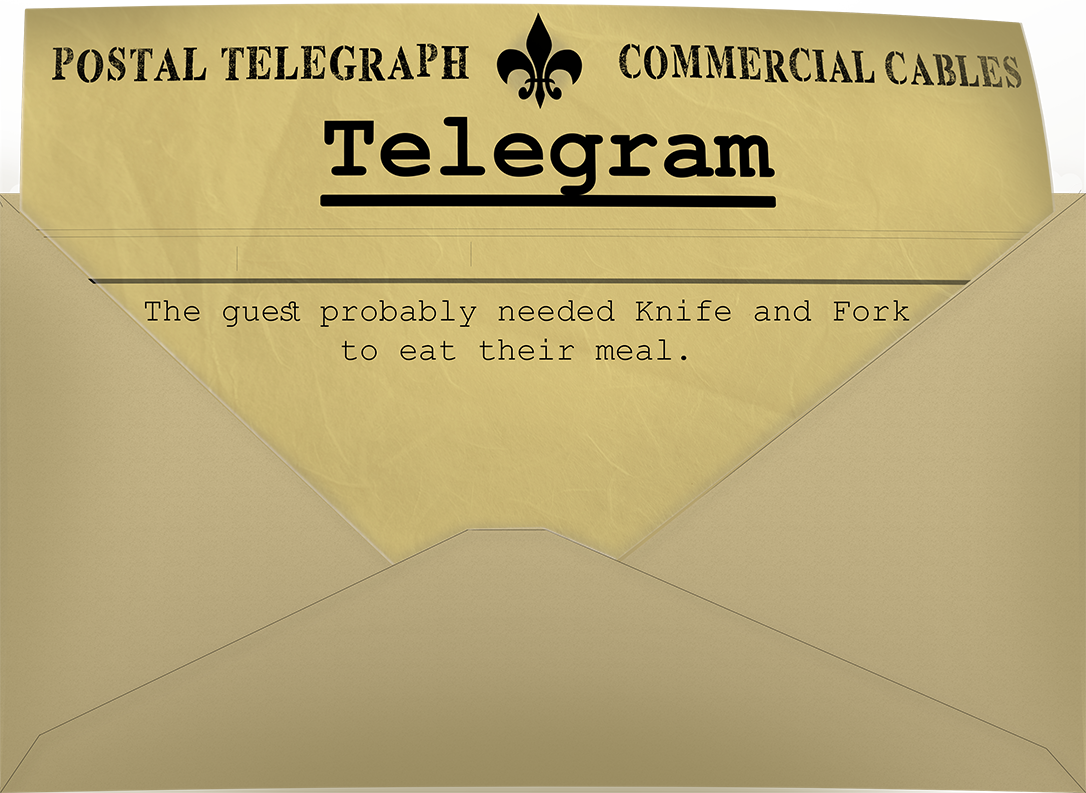 POSTAL TELEGRAPH COMMERCIAL CABLES
Telegram
The guest probably needed Knife and Fork
to eat their meal.